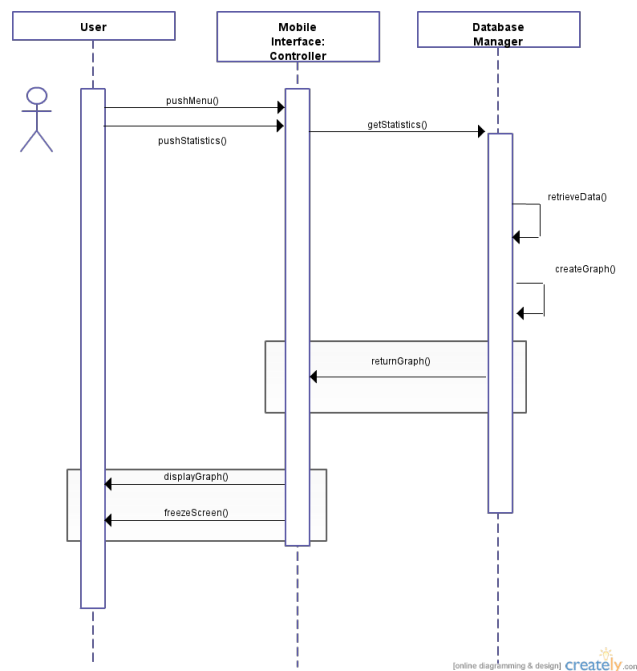 User
Mobile
Interface:
Controller
Database
Manager
pushMenu()
getStatistics()
pushStatistics()
retrieveData()
createGraph()
returnGraph()
displayGraph()
freezeScreen()
[online diagramming & design] creately.com